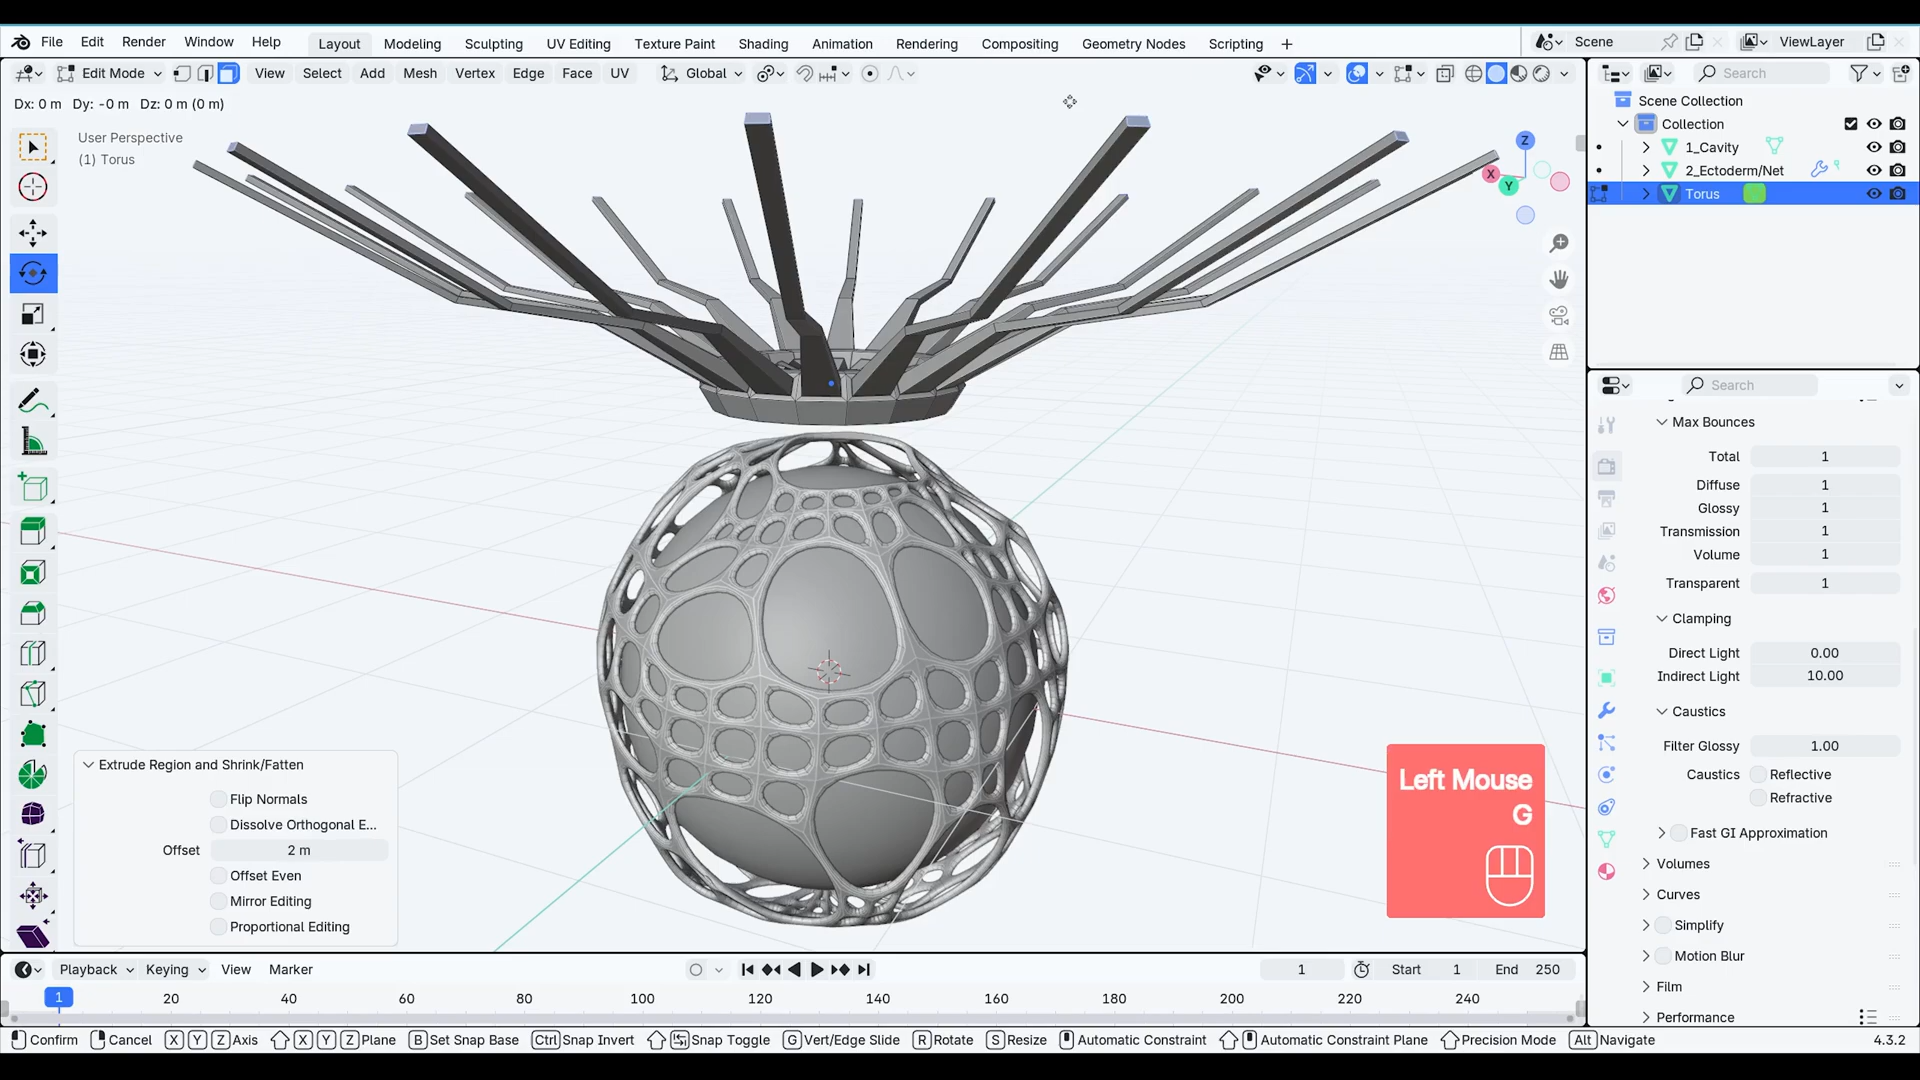 File Edit Render Window Help Layout Modeling Sculpting UV Editing Texture Paint Shading Animation Rendering Compositing Geometry Nodes Scripting + Scene ViewLayer
Edit Mode View Select Add Mesh Vertex Edge Face UV Global Search
Dx: 0 m Dy: -0 m Dz: 0 m (0 m)
User Perspective
(1) Torus
Scene Collection
Collection
1_Cavity
2_Ectoderm/Net
Torus
Z
X
Y
Search
Max Bounces
Total 1
Diffuse 1
Glossy 1
Transmission 1
Volume 1
Transparent 1
Clamping
Direct Light 0.00
Indirect Light 10.00
Caustics
Filter Glossy 1.00
Caustics Reflective
Refractive
Fast GI Approximation
Volumes
Curves
Simplify
Motion Blur
Film
Performance
Extrude Region and Shrink/Fatten
Flip Normals
Dissolve Orthogonal E...
Offset 2 m
Offset Even
Mirror Editing
Proportional Editing
Left Mouse
G
Playback Keying View Marker 1 Start 1 End 250
1 20 40 60 80 100 120 140 160 180 200 220 240
Confirm Cancel X Y Z Axis X Y Z Plane B Set Snap Base Ctrl Snap Invert Snap Toggle G Vert/Edge Slide R Rotate S Resize Automatic Constraint Automatic Constraint Plane Precision Mode Alt Navigate 4.3.2